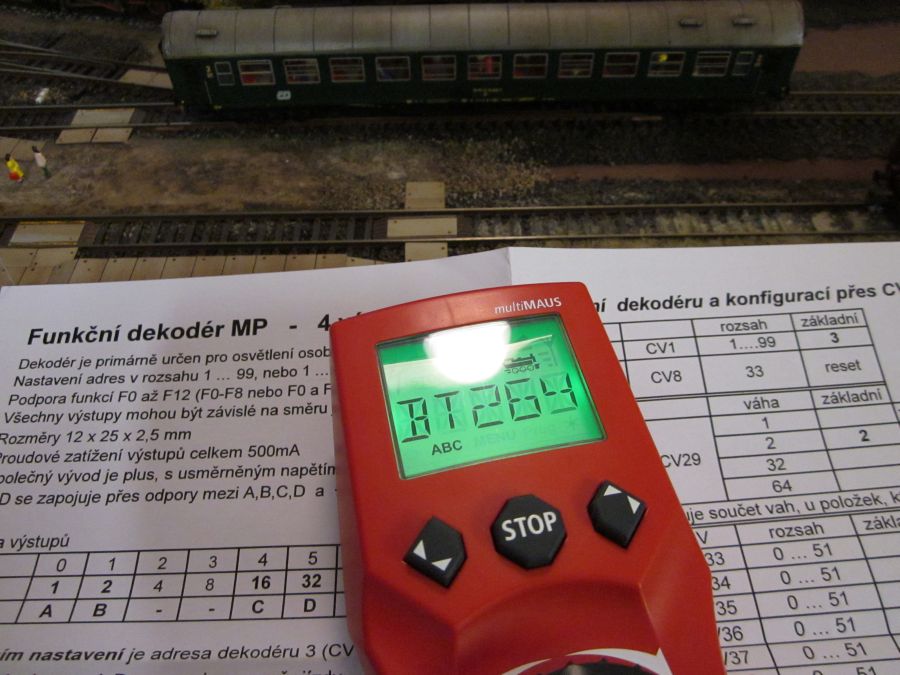 multiMAUS
BT264
ABC
MENU
STOP
Funkční dekodér MP - 4
Dekodér je primárně určen pro osvětlení osob
Nastavení adres v rozsahu 1 ... 99, nebo 1 ...
Podpora funkcí F0 až F12 (F0-F8 nebo F0 a F
Všechny výstupy mohou být závislé na směru
Rozměry 12 x 25 x 2,5 mm
Proudové zatížení výstupů celkem 500mA
olečný vývod je plus, s usměrněným napětím
D se zapojuje přes odpory mezi A,B,C,D a
a výstupů
0 1 2 3 4 5
1 2 4 8 16 32
A B - - C D
ím nastavení je adresa dekodéru 3 (CV
ní dekodéru a konfigurací přes CV
rozsah základní
CV1 1....99 3
CV8 33 reset
váha základní
CV29
1
2 2
32
64
uje součet vah, u položek, k
V rozsah zákla
33 0 ... 51
34 0 ... 51
35 0 ... 51
/36 0 ... 51
/37 0 ... 51